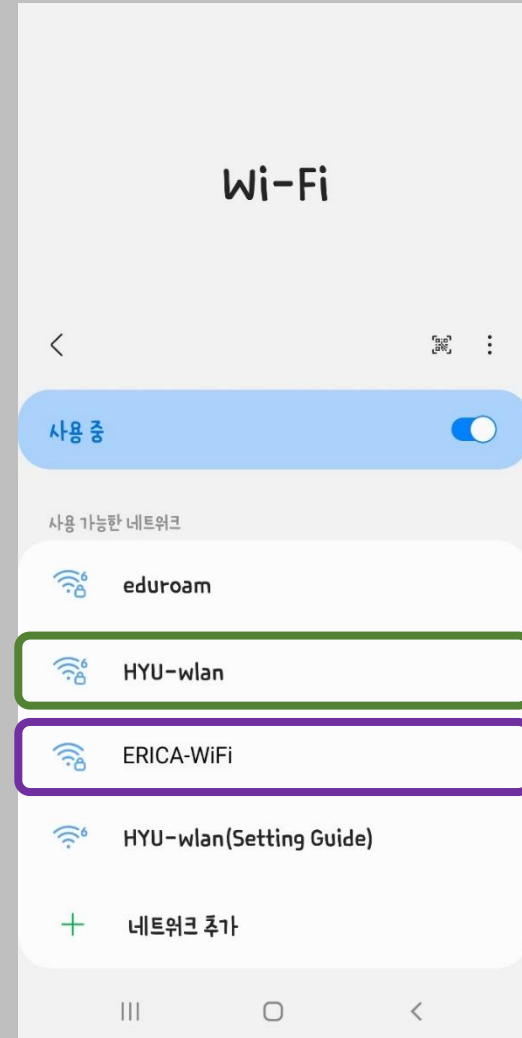 Wi-Fi
사용 중
사용 가능한 네트워크
eduroam
HYU-wlan
ERICA-WiFi
HYU-wlan(Setting Guide)
네트워크 추가